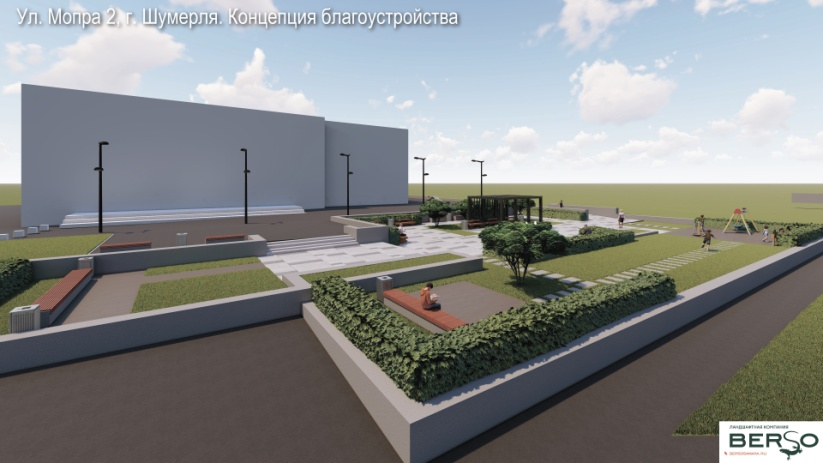 Ул. Мопра 2, г. Шумерля. Концепция благоустройства
ЛАНДШАФТНАЯ КОМПАНИЯ
BERSO